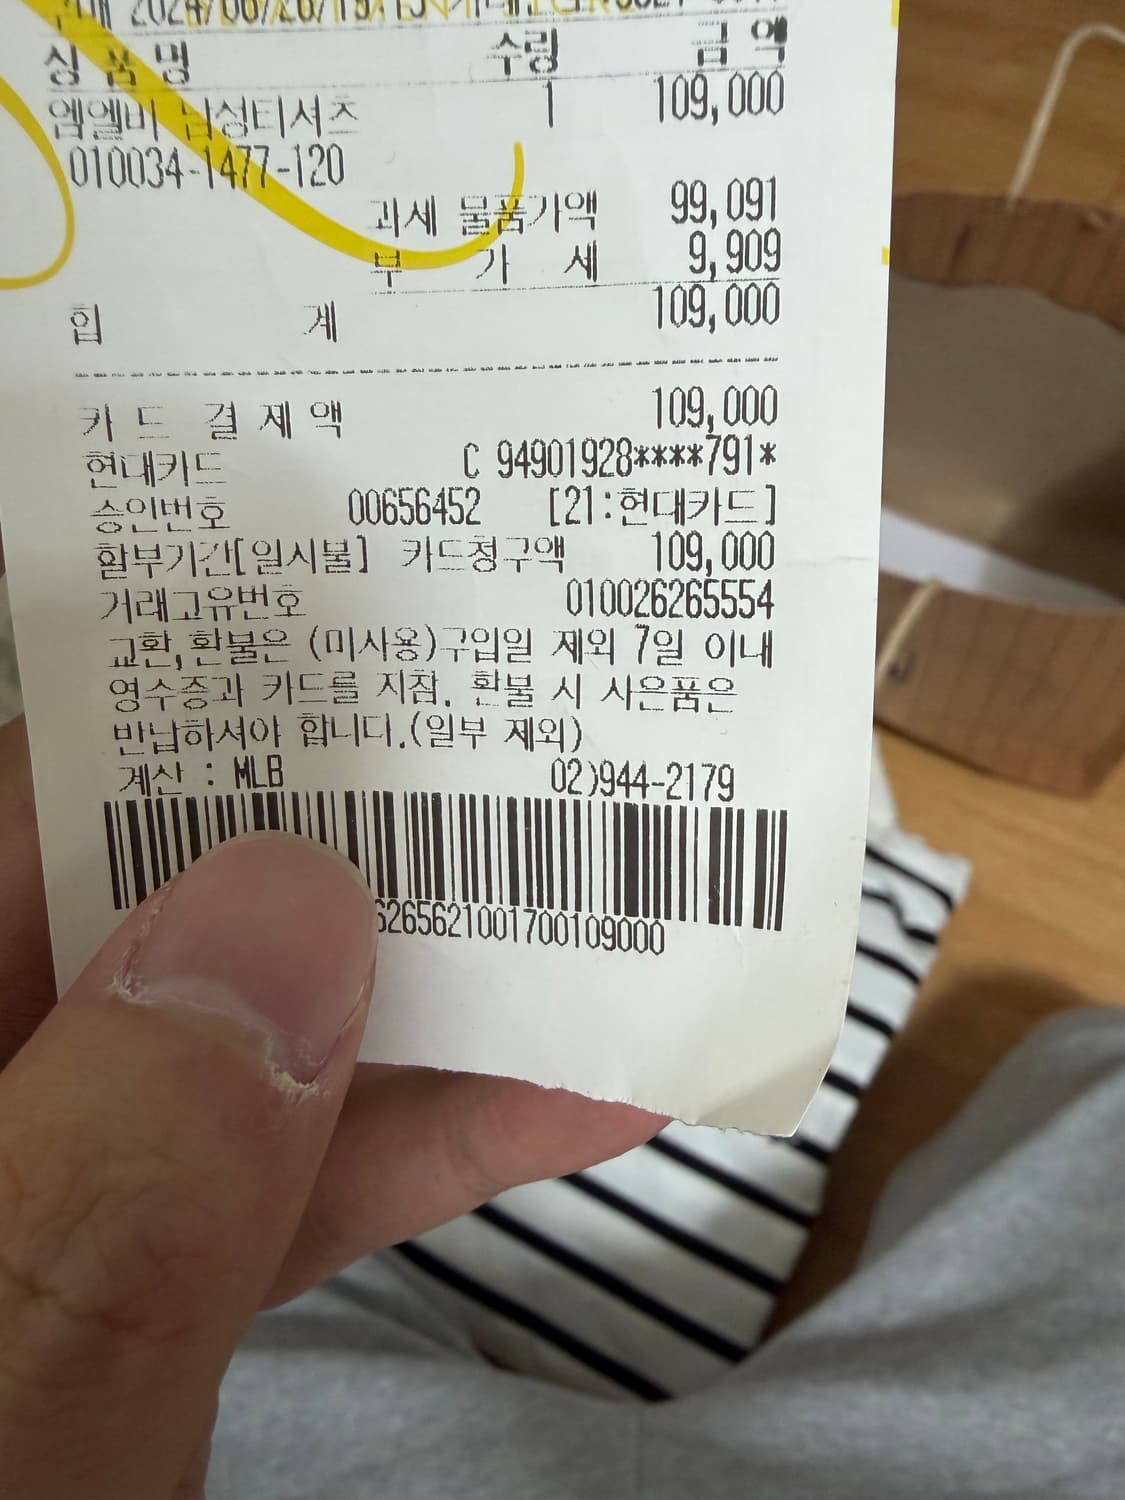 상 품 명 수량 금 액
엠엘비 남성티셔츠 1 109,000
010034-1477-120
과세 물품가액 99,091
부 가 세 9,909
합 계 109,000
카 드 결 제 액 109,000
현대카드 C 94901928****791*
승인번호 00656452 [21:현대카드]
할부기간[일시불] 카드청구액 109,000
거래고유번호 010026265554
교환,환불은 (미사용)구입일 제외 7일 이내
영수증과 카드를 지참. 환불 시 사은품은
반납하셔야 합니다.(일부 제외)
계산 : MLB 02)944-2179
6265621001700109000